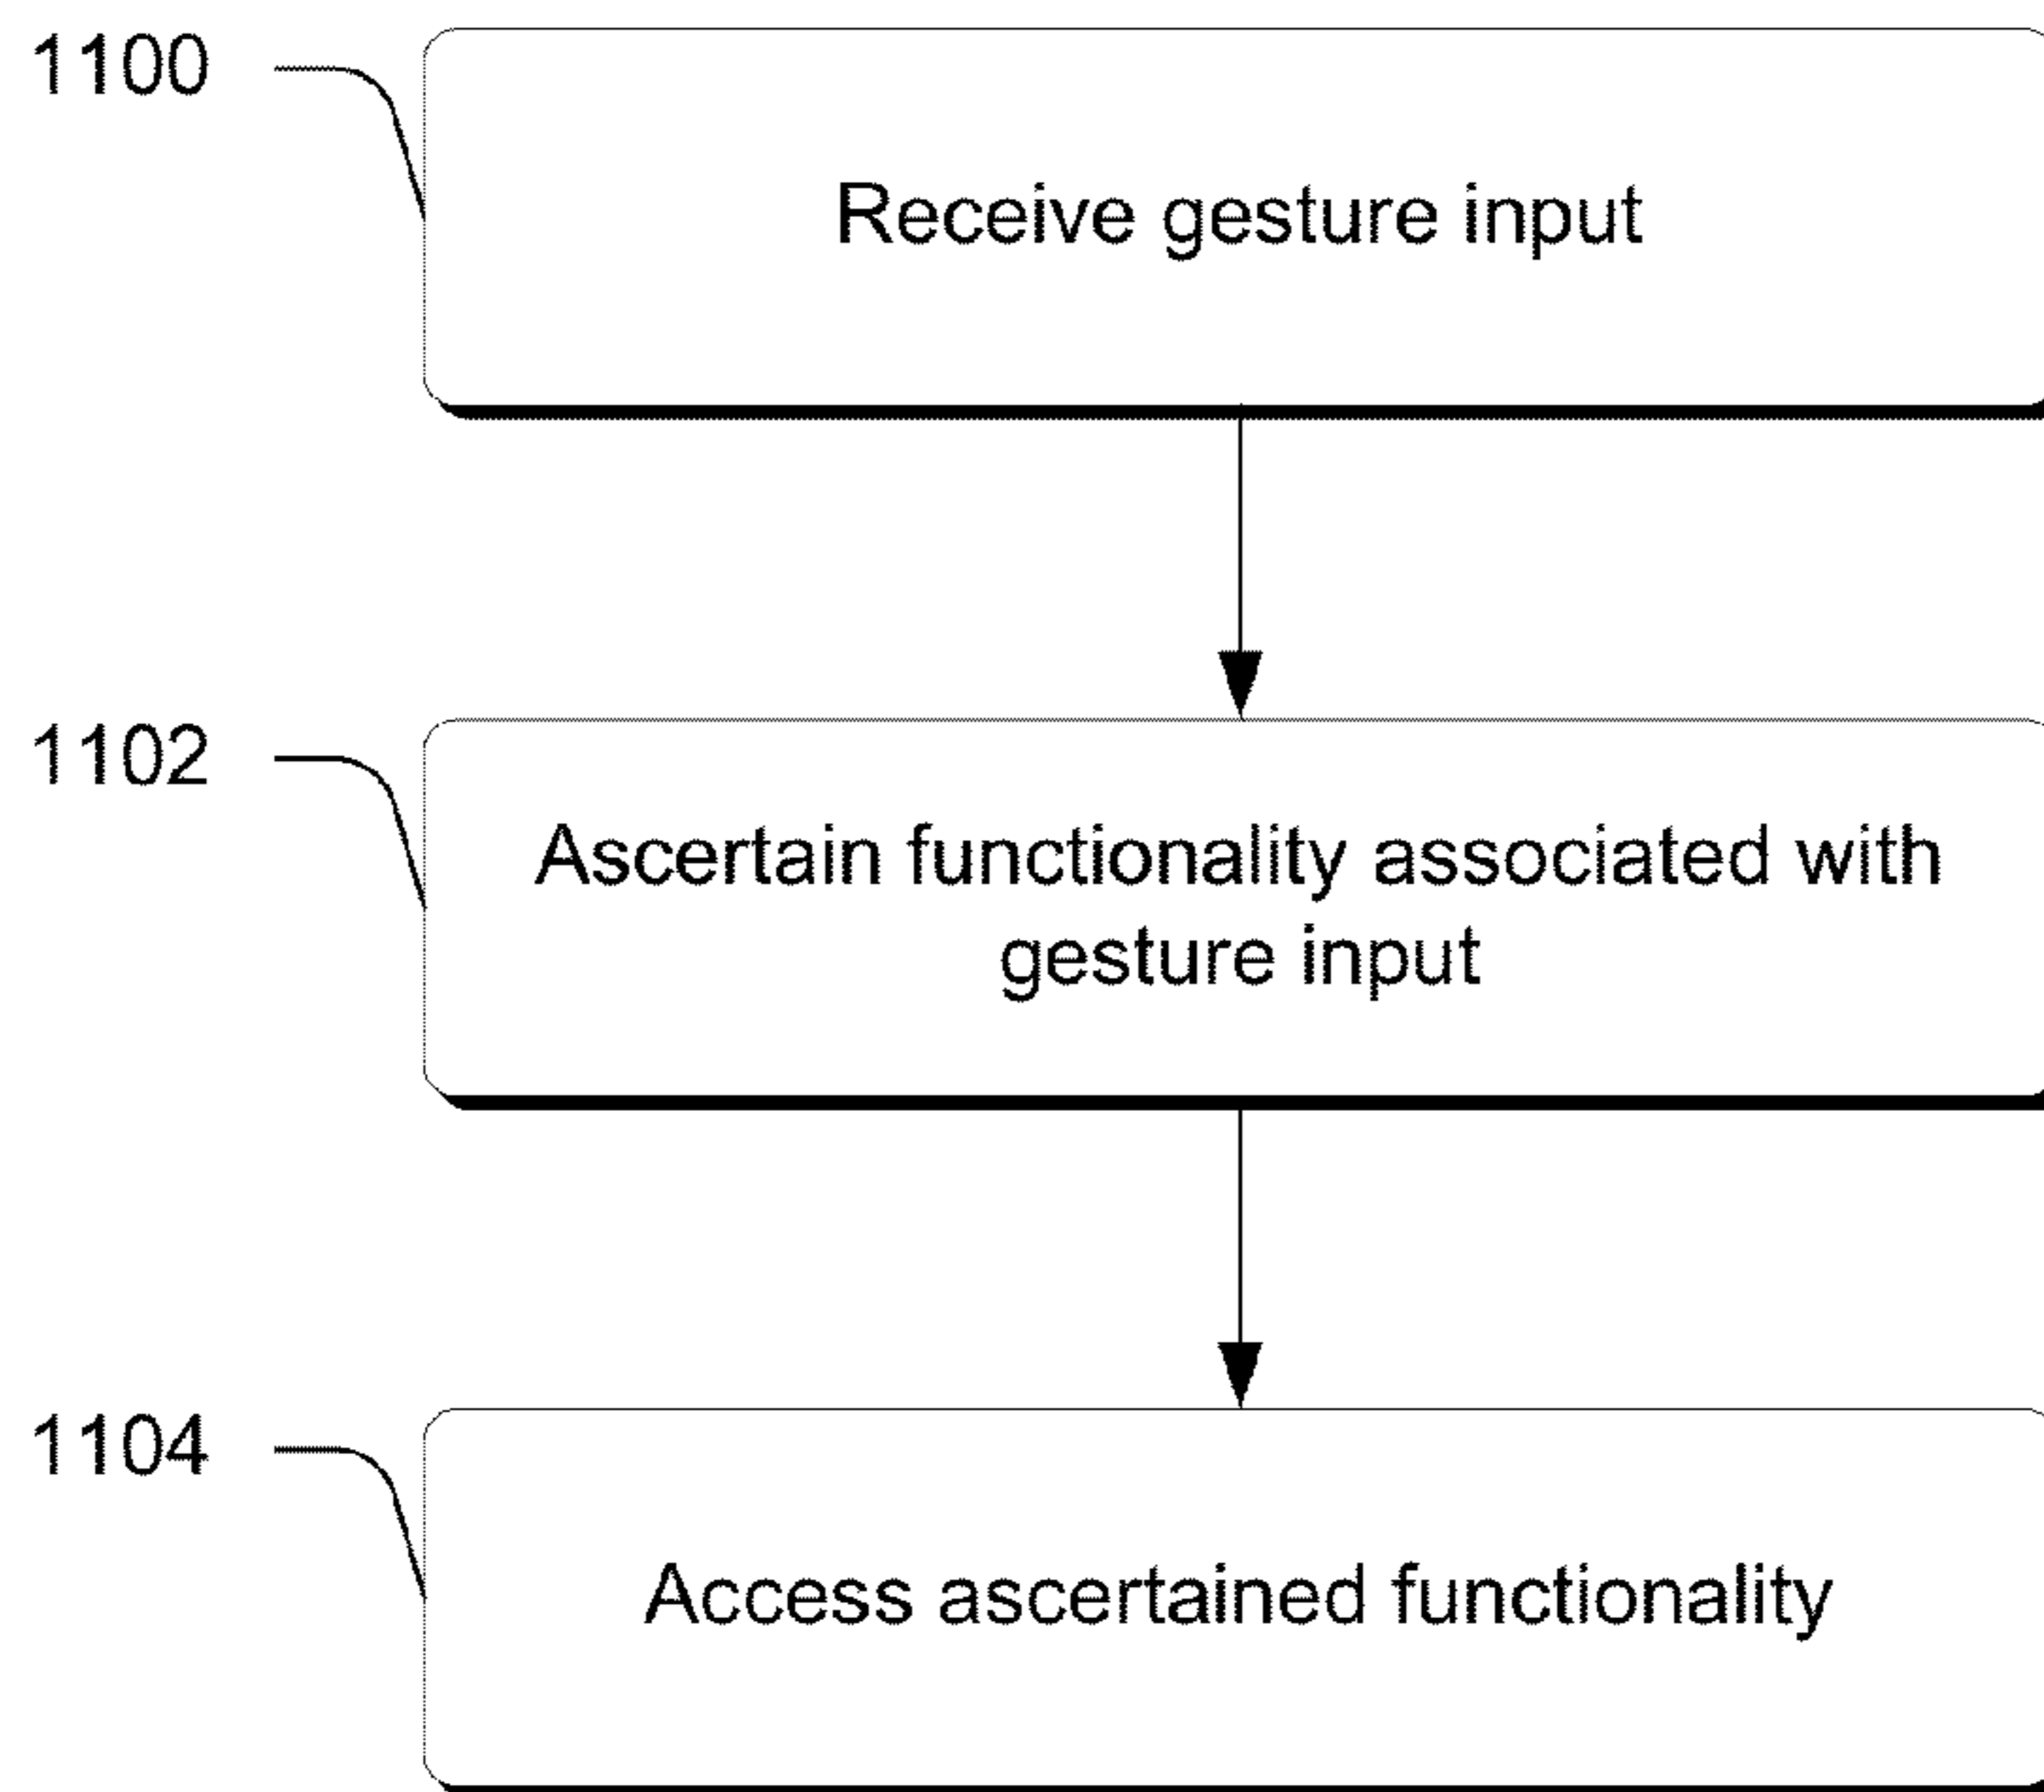 1100
Receive gesture input
1102
Ascertain functionality associated with
gesture input
1104
Access ascertained functionality